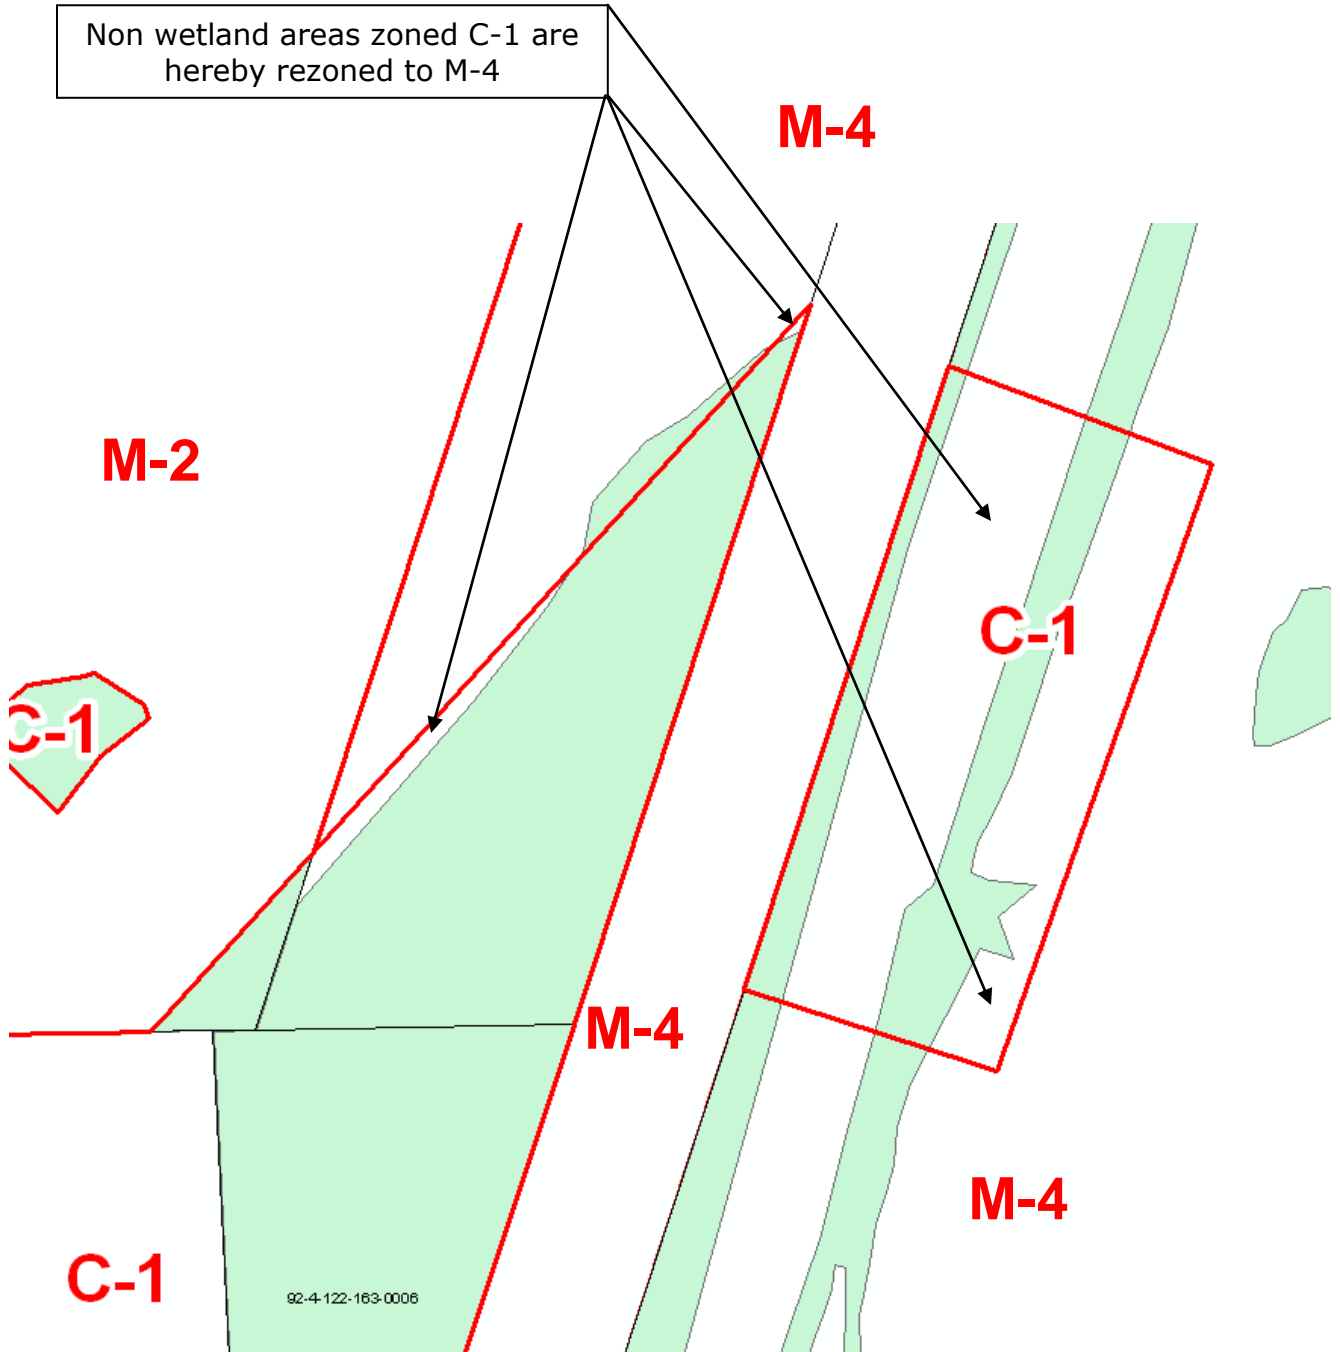 Non wetland areas zoned C-1 are
hereby rezoned to M-4
M-4
M-2
C-1
C-1
M-4
M-4
C-1
92-4-122-163-0006